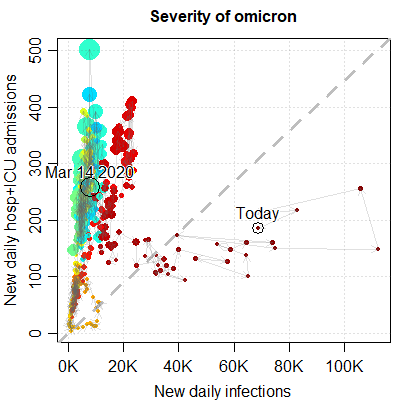 Severity of omicron
New daily hosp+ICU admissions
500
400
300
200
100
0
Mar 14 2020
Today
0K 20K 40K 60K 80K 100K
New daily infections